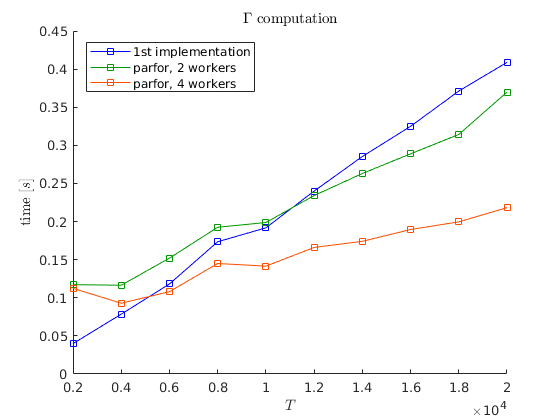 Γ computation
0.45
0.4
0.35
0.3
0.25
0.2
0.15
0.1
0.05
0
time [s]
1st implementation
parfor, 2 workers
parfor, 4 workers
0.2 0.4 0.6 0.8 1 1.2 1.4 1.6 1.8 2
T
×10⁴